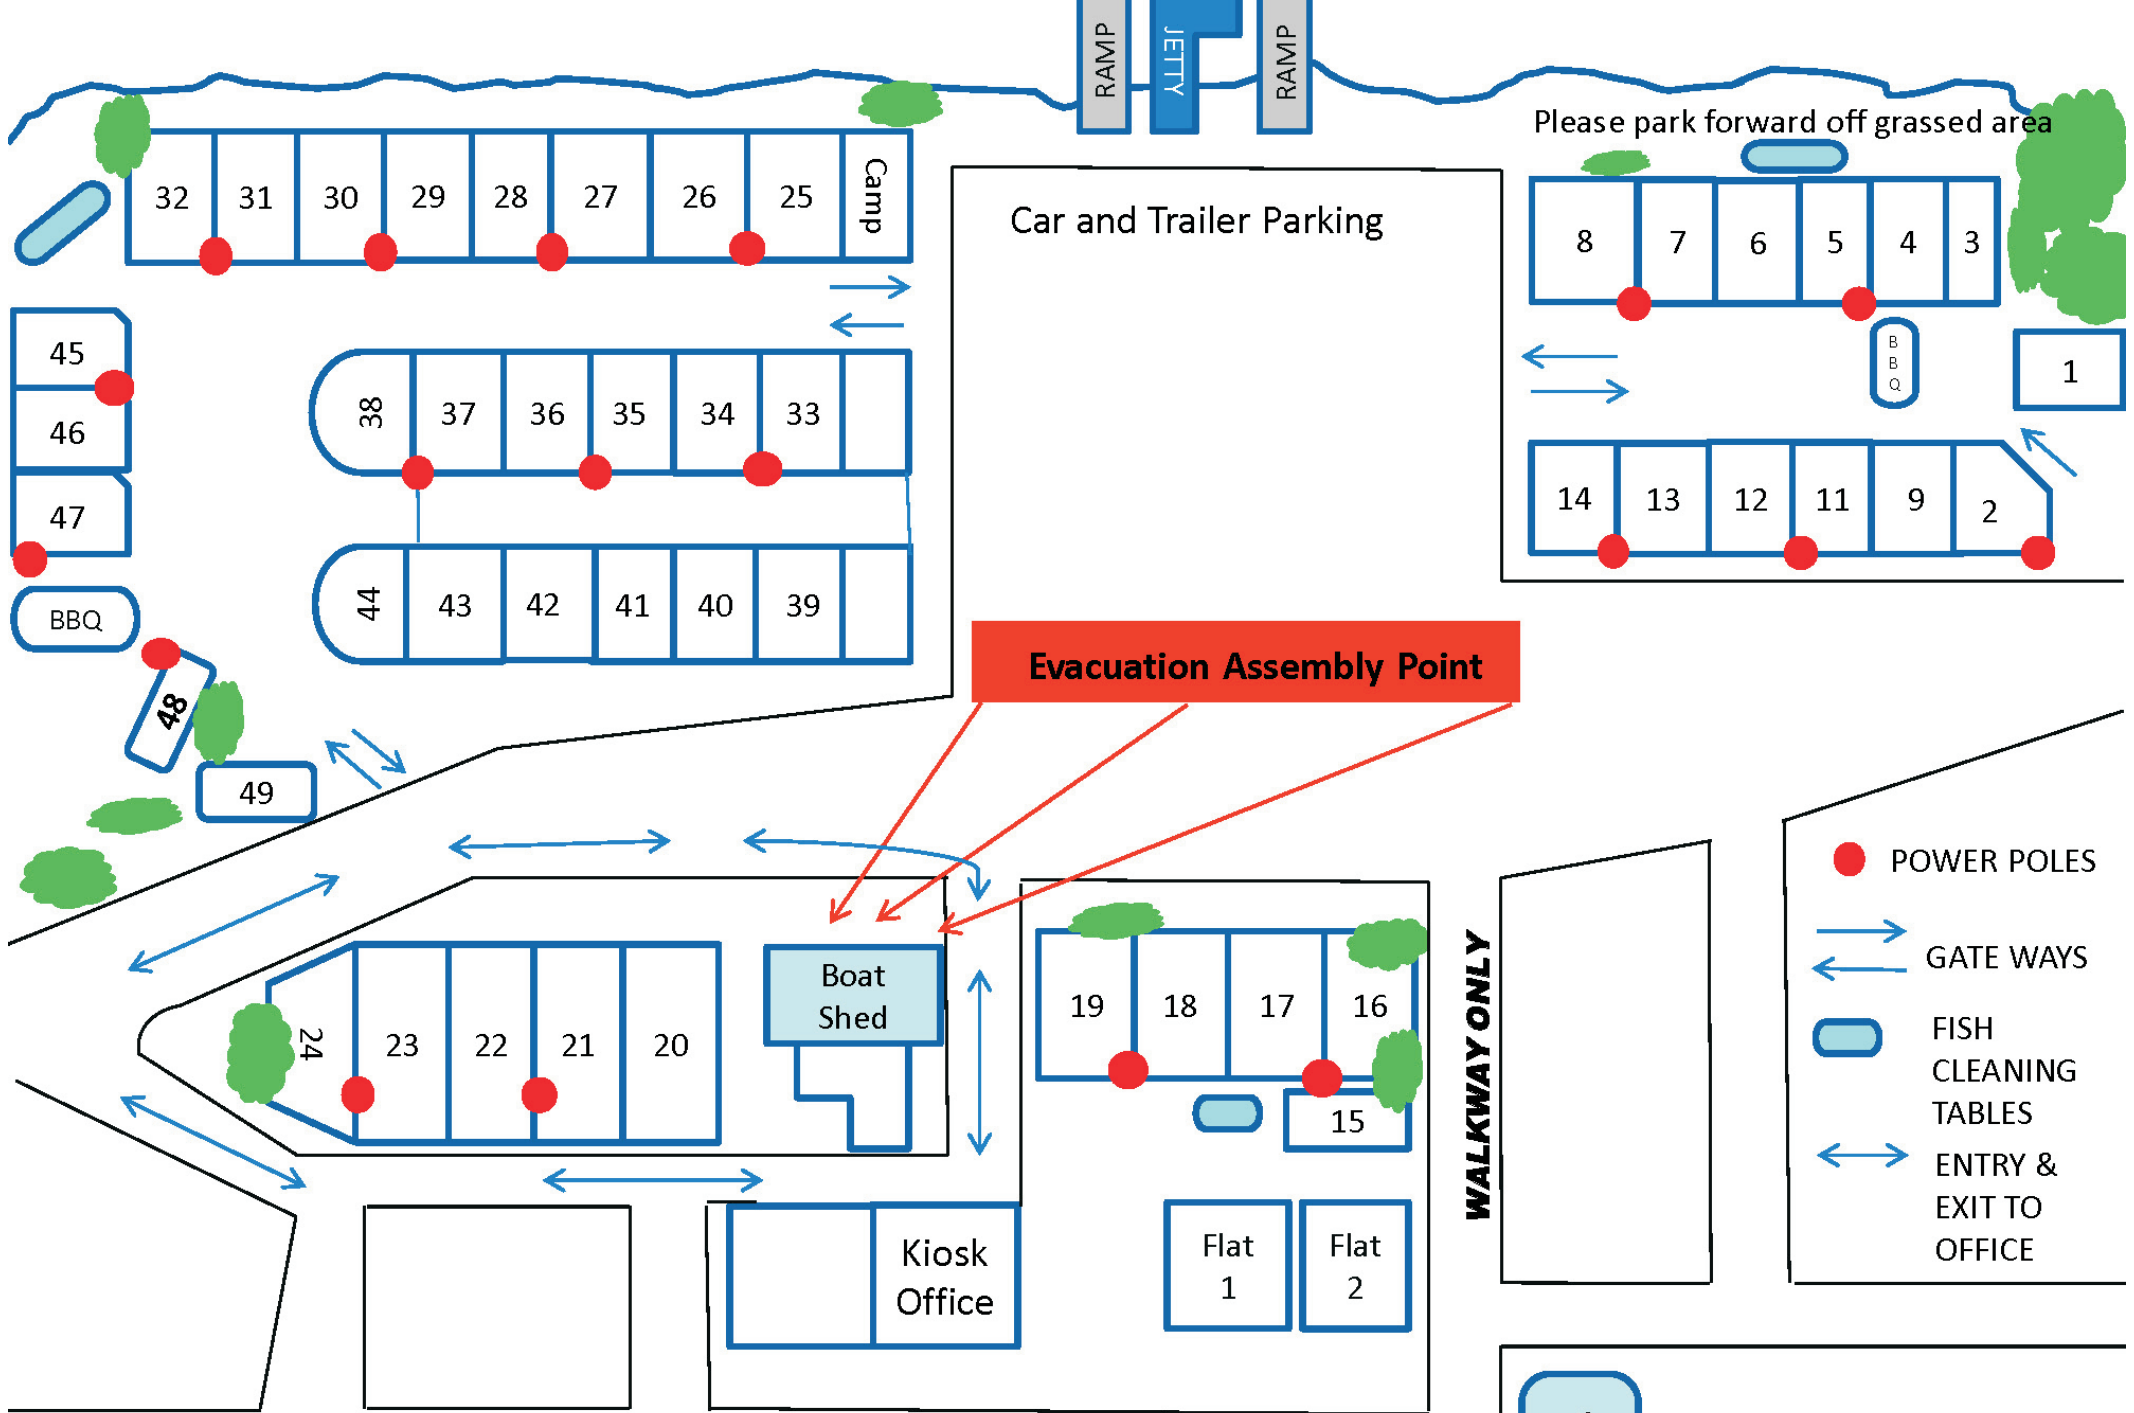 RAMP
JETTY
RAMP
Please park forward off grassed area
32 31 30 29 28 27 26 25 Camp
Car and Trailer Parking
8 7 6 5 4 3
45
46
47
BBQ
38 37 36 35 34 33
BBQ
1
14 13 12 11 9 2
44 43 42 41 40 39
Evacuation Assembly Point
48
49
POWER POLES
GATE WAYS
FISH
CLEANING
TABLES
ENTRY &
EXIT TO
OFFICE
24 23 22 21 20
Boat
Shed
19 18 17 16
15
WALKWAY ONLY
Kiosk
Office
Flat
1
Flat
2